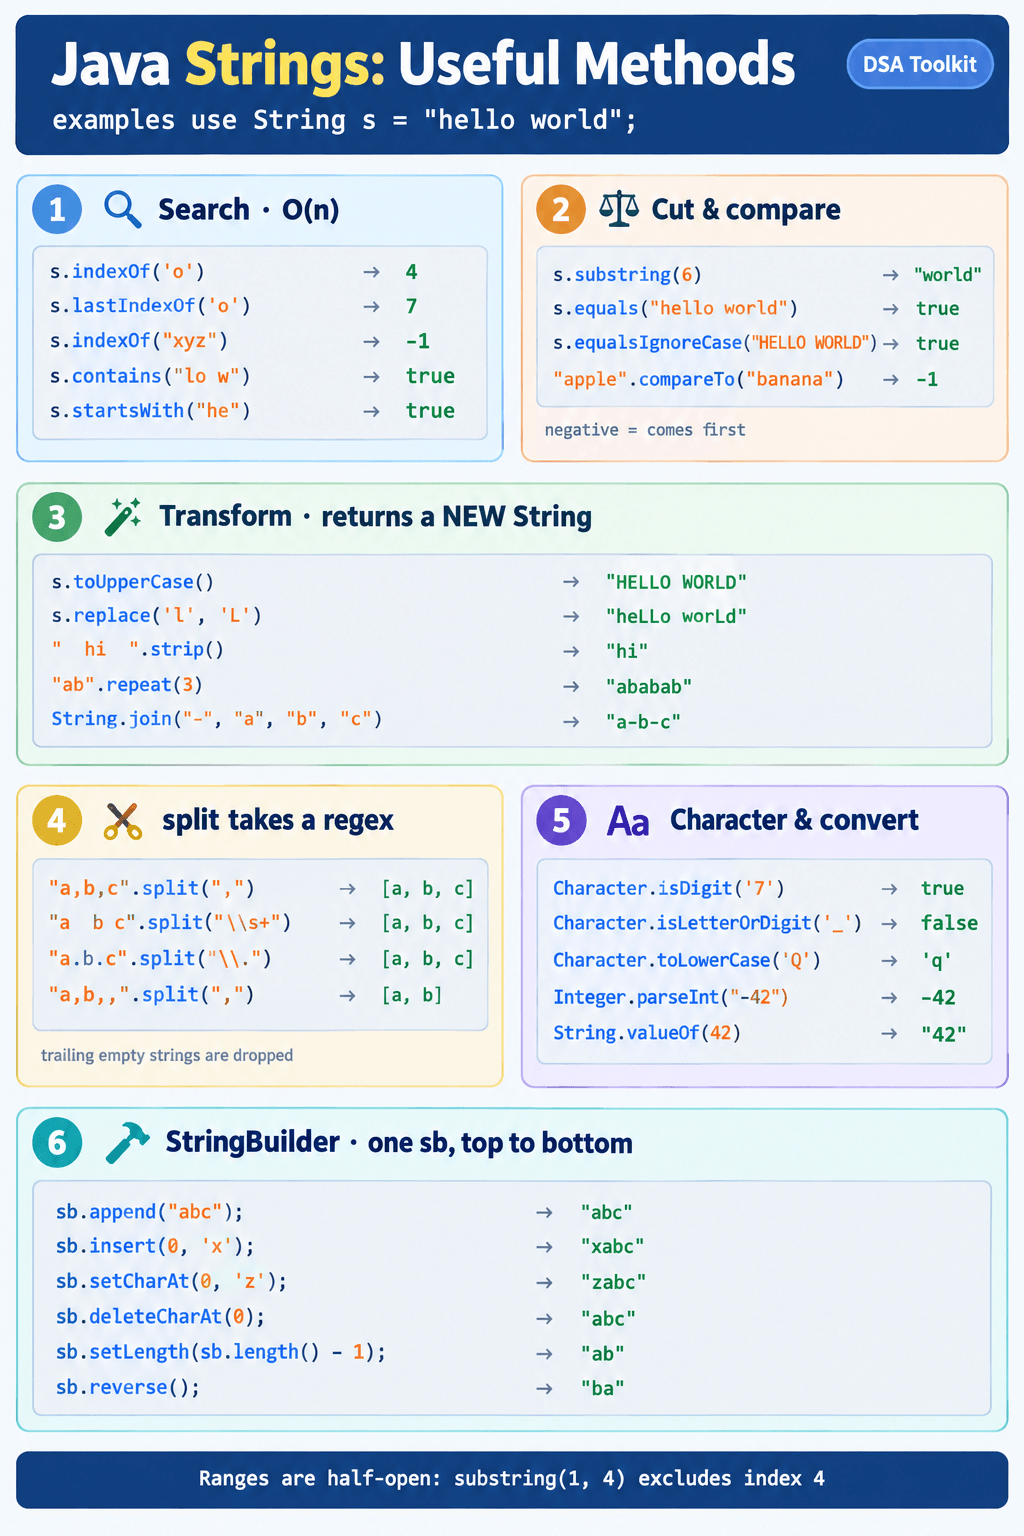 Java Strings: Useful Methods
DSA Toolkit
examples use String s = "hello world";
1 Search · O(n)
s.indexOf('o') → 4
s.lastIndexOf('o') → 7
s.indexOf("xyz") → -1
s.contains("lo w") → true
s.startsWith("he") → true
2 Cut & compare
s.substring(6) → "world"
s.equals("hello world") → true
s.equalsIgnoreCase("HELLO WORLD") → true
"apple".compareTo("banana") → -1
negative = comes first
3 Transform · returns a NEW String
s.toUpperCase() → "HELLO WORLD"
s.replace('l', 'L') → "heLLo worLd"
"  hi  ".strip() → "hi"
"ab".repeat(3) → "ababab"
String.join("-", "a", "b", "c") → "a-b-c"
4 split takes a regex
"a,b,c".split(",") → [a, b, c]
"a  b c".split("\\s+") → [a, b, c]
"a.b.c".split("\\.") → [a, b, c]
"a,b,,".split(",") → [a, b]
trailing empty strings are dropped
5 Aa Character & convert
Character.isDigit('7') → true
Character.isLetterOrDigit('_') → false
Character.toLowerCase('Q') → 'q'
Integer.parseInt("-42") → -42
String.valueOf(42) → "42"
6 StringBuilder · one sb, top to bottom
sb.append("abc"); → "abc"
sb.insert(0, 'x'); → "xabc"
sb.setCharAt(0, 'z'); → "zabc"
sb.deleteCharAt(0); → "abc"
sb.setLength(sb.length() - 1); → "ab"
sb.reverse(); → "ba"
Ranges are half-open: substring(1, 4) excludes index 4